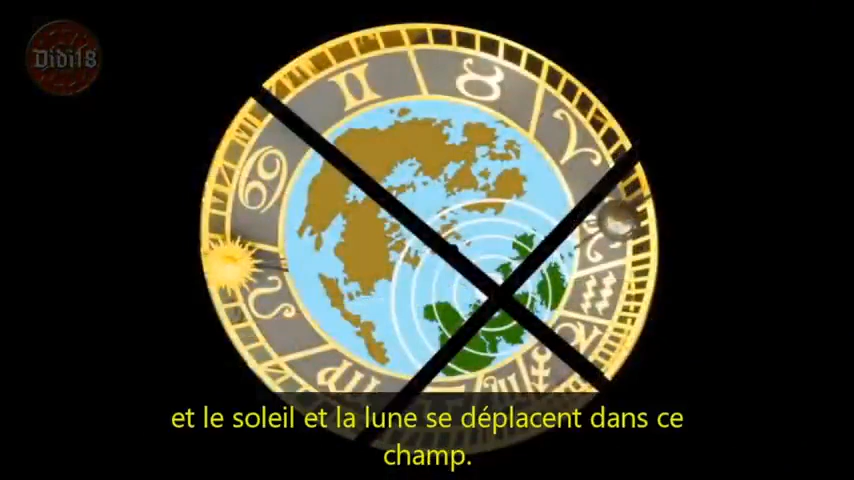 Didi18
et le soleil et la lune se déplacent dans ce
champ.